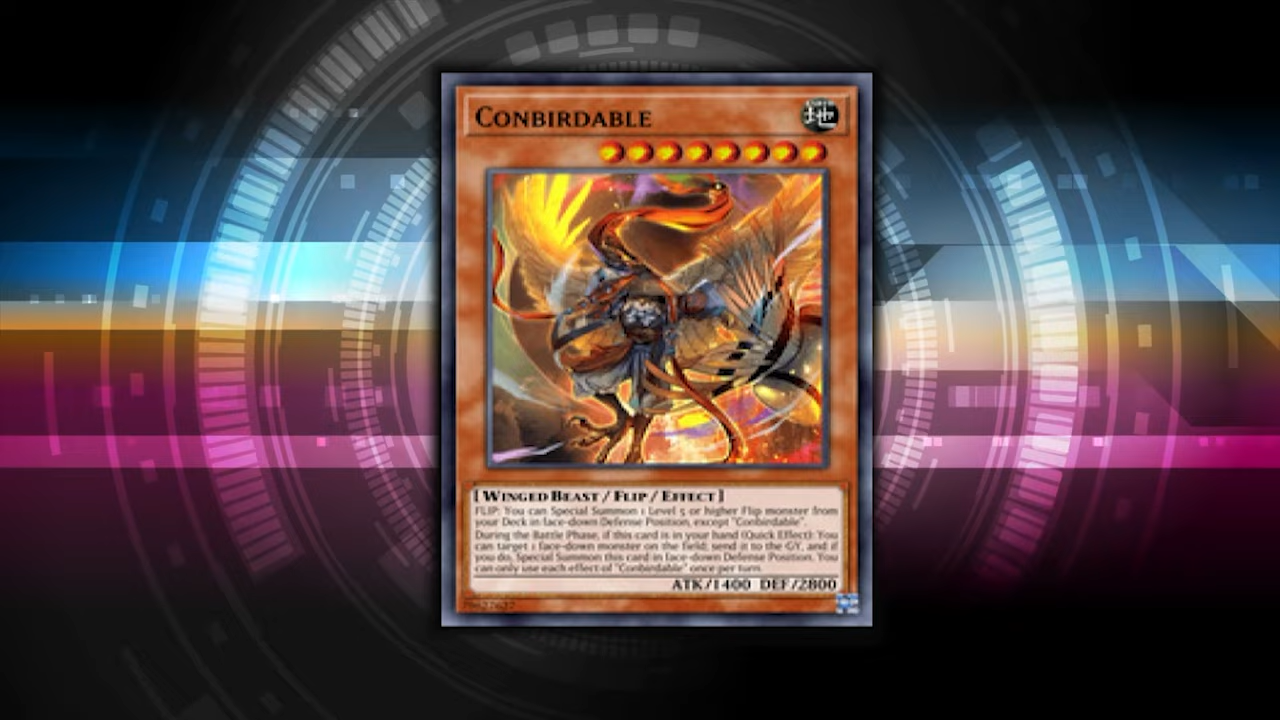 CONBIRDABLE
EARTH
地
[ WINGED BEAST / FLIP / EFFECT ]
FLIP: You can Special Summon 1 Level 5 or higher Flip monster from
your Deck in face-down Defense Position, except "Conbirdable".
During the Battle Phase, if this card is in your hand (Quick Effect): You
can target 1 face-down monster on the field; send it to the GY, and if
you do, Special Summon this card in face-down Defense Position. You
can only use each effect of "Conbirdable" once per turn.
ATK/1400 DEF/2800